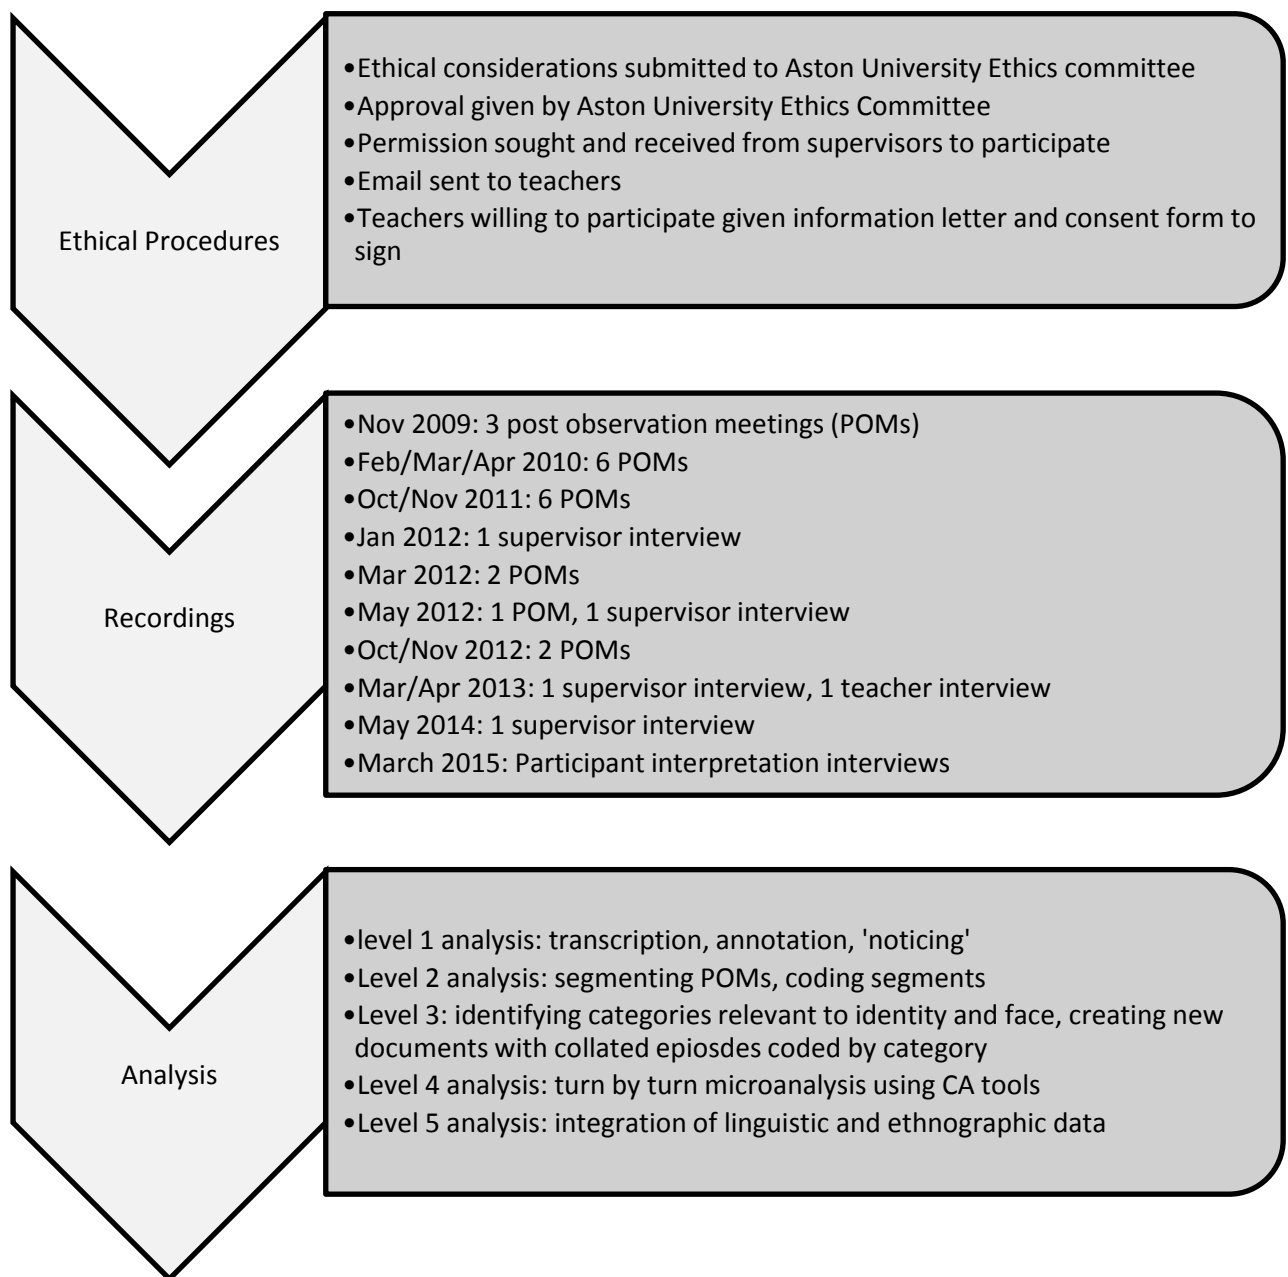 •Ethical considerations submitted to Aston University Ethics committee
•Approval given by Aston University Ethics Committee
•Permission sought and received from supervisors to participate
•Email sent to teachers
•Teachers willing to participate given information letter and consent form to
sign
Ethical Procedures
•Nov 2009: 3 post observation meetings (POMs)
•Feb/Mar/Apr 2010: 6 POMs
•Oct/Nov 2011: 6 POMs
•Jan 2012: 1 supervisor interview
•Mar 2012: 2 POMs
•May 2012: 1 POM, 1 supervisor interview
•Oct/Nov 2012: 2 POMs
•Mar/Apr 2013: 1 supervisor interview, 1 teacher interview
•May 2014: 1 supervisor interview
•March 2015: Participant interpretation interviews
Recordings
•level 1 analysis: transcription, annotation, 'noticing'
•Level 2 analysis: segmenting POMs, coding segments
•Level 3: identifying categories relevant to identity and face, creating new
documents with collated epiosdes coded by category
•Level 4 analysis: turn by turn microanalysis using CA tools
•Level 5 analysis: integration of linguistic and ethnographic data
Analysis